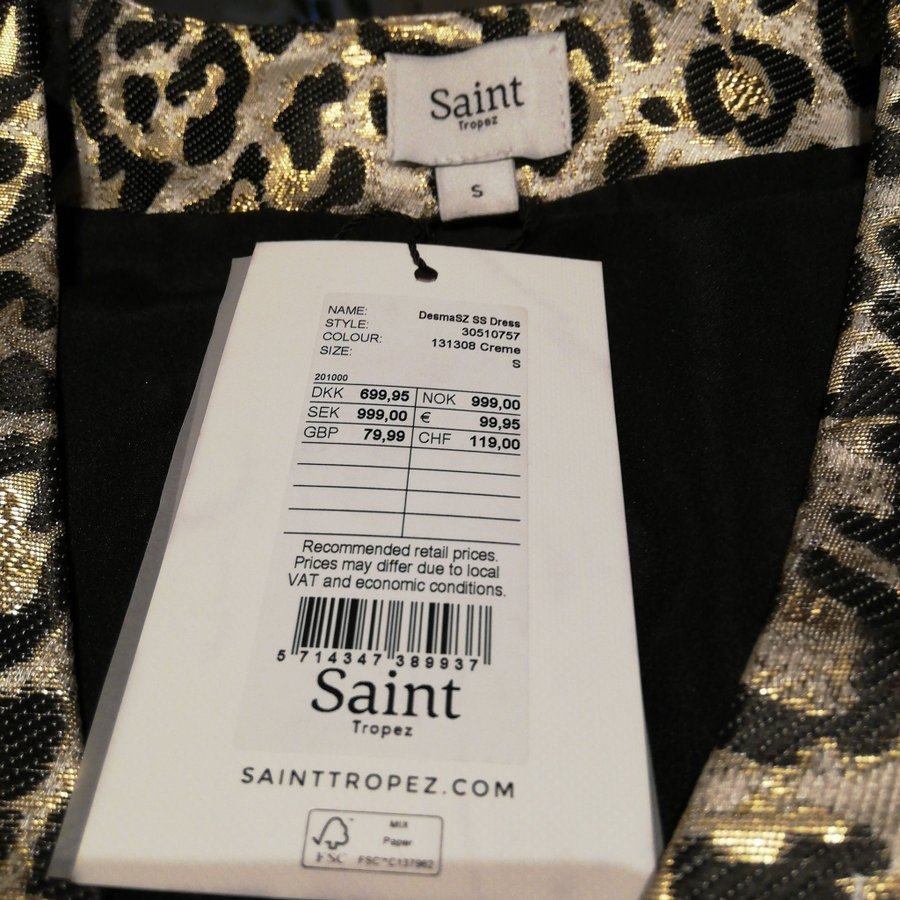 Saint
Tropez
S
NAME: DesmaSZ SS Dress
STYLE: 30510757
COLOUR: 131308 Creme
SIZE: S
201000
DKK 699,95 NOK 999,00
SEK 999,00 € 99,95
GBP 79,99 CHF 119,00
Recommended retail prices.
Prices may differ due to local
VAT and economic conditions.
5 714347 389937
Saint
Tropez
SAINTTROPEZ.COM
MIX
Paper
FSC FSC™C137962